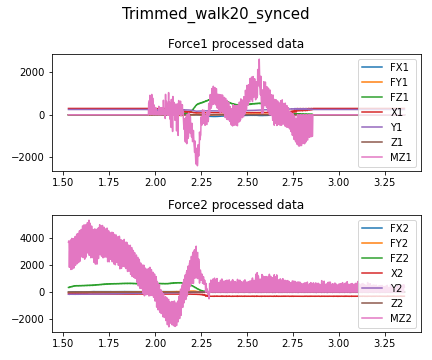 Trimmed_walk20_synced
Force1 processed data
2000
0
−2000
FX1
FY1
FZ1
X1
Y1
Z1
MZ1
1.50 1.75 2.00 2.25 2.50 2.75 3.00 3.25
Force2 processed data
4000
2000
0
−2000
FX2
FY2
FZ2
X2
Y2
Z2
MZ2
1.50 1.75 2.00 2.25 2.50 2.75 3.00 3.25